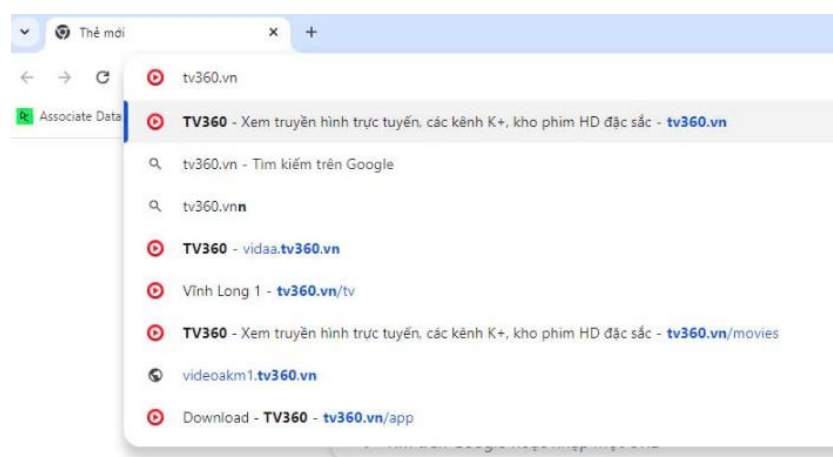 Thẻ mới
tv360.vn
Associate Data
TV360 - Xem truyền hình trực tuyến, các kênh K+, kho phim HD đặc sắc - tv360.vn
tv360.vn - Tìm kiếm trên Google
tv360.vnn
TV360 - vidaa.tv360.vn
Vĩnh Long 1 - tv360.vn/tv
TV360 - Xem truyền hình trực tuyến, các kênh K+, kho phim HD đặc sắc - tv360.vn/movies
videoakm1.tv360.vn
Download - TV360 - tv360.vn/app